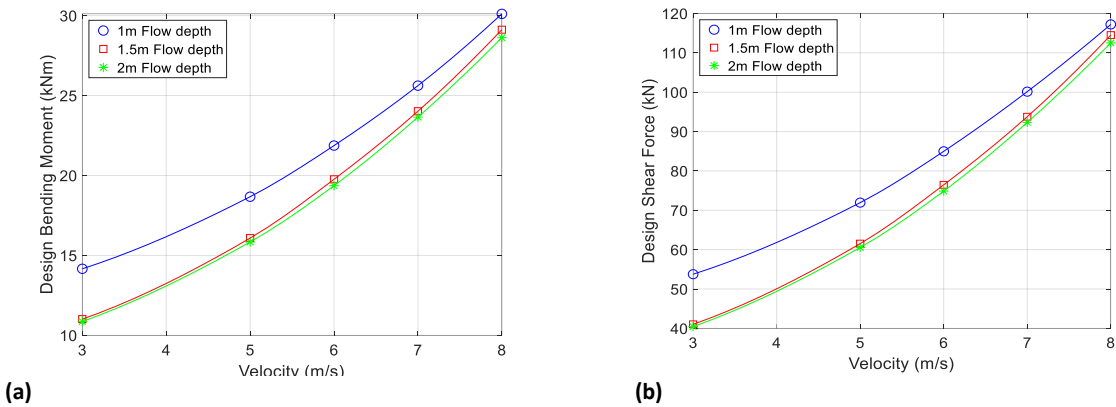 Design Bending Moment (kNm)
30
25
20
15
10
1m Flow depth
1.5m Flow depth
2m Flow depth
3 4 5 6 7 8
Velocity (m/s)
(a)
Design Shear Force (kN)
120
110
100
90
80
70
60
50
40
1m Flow depth
1.5m Flow depth
2m Flow depth
3 4 5 6 7 8
Velocity (m/s)
(b)